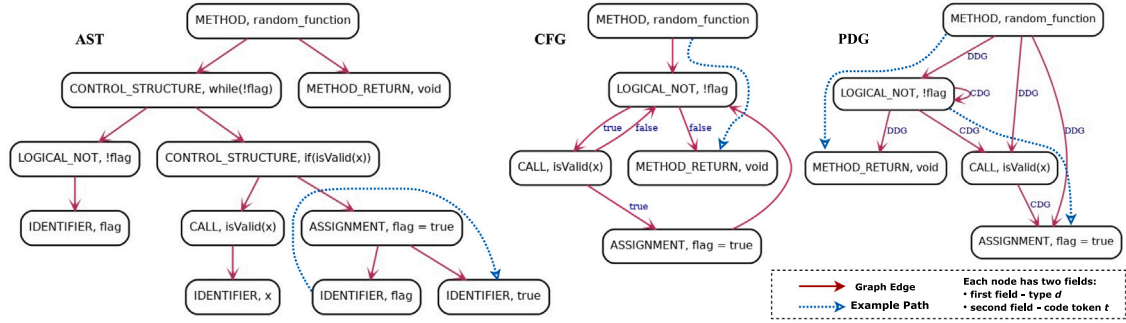 AST
METHOD, random_function
CONTROL_STRUCTURE, while(!flag)
METHOD_RETURN, void
LOGICAL_NOT, !flag
CONTROL_STRUCTURE, if(isValid(x))
IDENTIFIER, flag
CALL, isValid(x)
ASSIGNMENT, flag = true
IDENTIFIER, x
IDENTIFIER, flag
IDENTIFIER, true
CFG
METHOD, random_function
LOGICAL_NOT, !flag
true
false
false
CALL, isValid(x)
METHOD_RETURN, void
true
ASSIGNMENT, flag = true
PDG
METHOD, random_function
DDG
LOGICAL_NOT, !flag
CDG
DDG
DDG
DDG
CDG
METHOD_RETURN, void
CALL, isValid(x)
CDG
ASSIGNMENT, flag = true
Graph Edge
Example Path
Each node has two fields:
• first field – type d
• second field – code token t